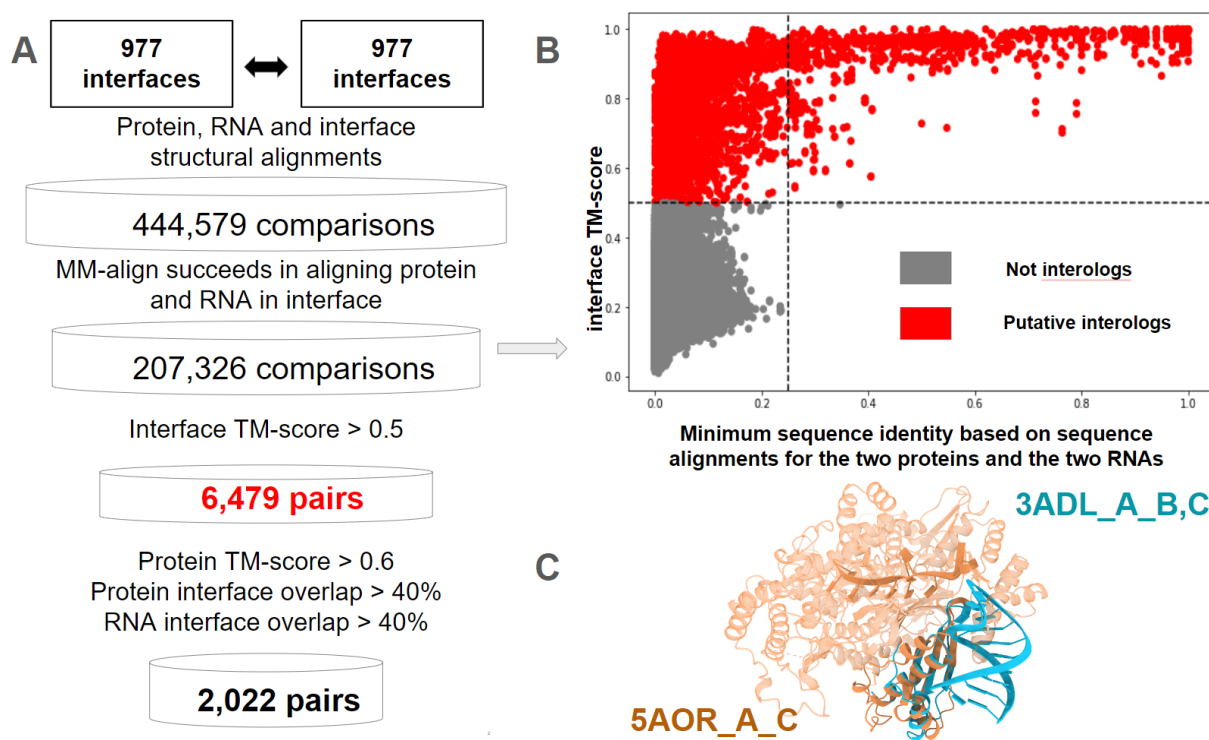 A
977
interfaces
977
interfaces
Protein, RNA and interface
structural alignments
444,579 comparisons
MM-align succeeds in aligning protein
and RNA in interface
207,326 comparisons
Interface TM-score > 0.5
6,479 pairs
Protein TM-score > 0.6
Protein interface overlap > 40%
RNA interface overlap > 40%
2,022 pairs
B
interface TM-score
1.0
0.8
0.6
0.4
0.2
0.0
Not interologs
Putative interologs
0.0 0.2 0.4 0.6 0.8 1.0
Minimum sequence identity based on sequence
alignments for the two proteins and the two RNAs
C
3ADL_A_B,C
5AOR_A_C